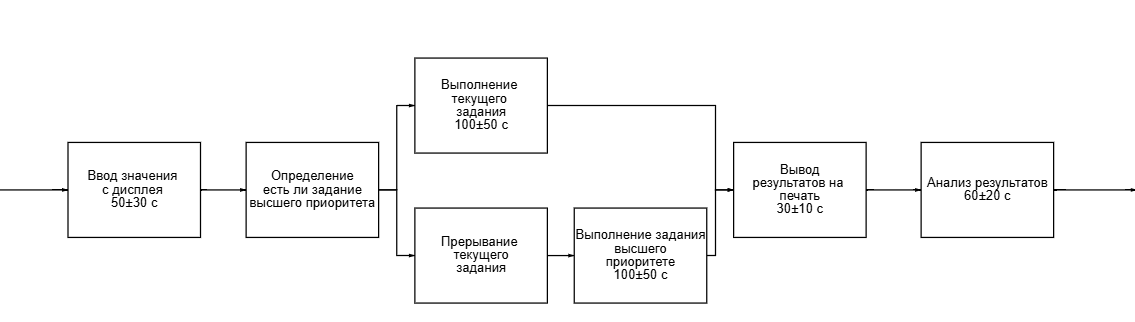 Ввод значения
с дисплея
50±30 с
Определение
есть ли задание
высшего приоритета
Выполнение
текущего
задания
100±50 с
Прерывание
текущего
задания
Выполнение задания
высшего
приоритете
100±50 с
Вывод
результатов на
печать
30±10 с
Анализ результатов
60±20 с